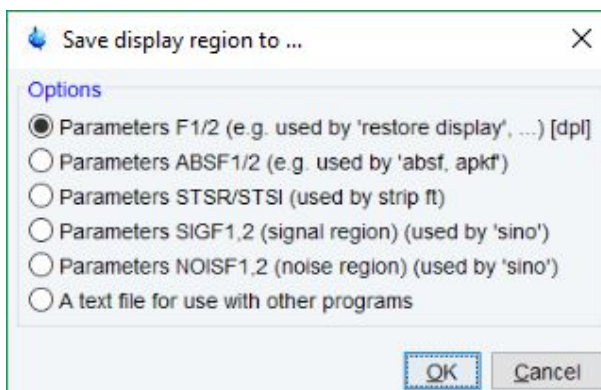 Save display region to ...
Options
Parameters F1/2 (e.g. used by 'restore display', ...) [dpl]
Parameters ABSF1/2 (e.g. used by 'absf, apkf')
Parameters STSR/STSI (used by strip ft)
Parameters SIGF1,2 (signal region) (used by 'sino')
Parameters NOISF1,2 (noise region) (used by 'sino')
A text file for use with other programs
OK Cancel